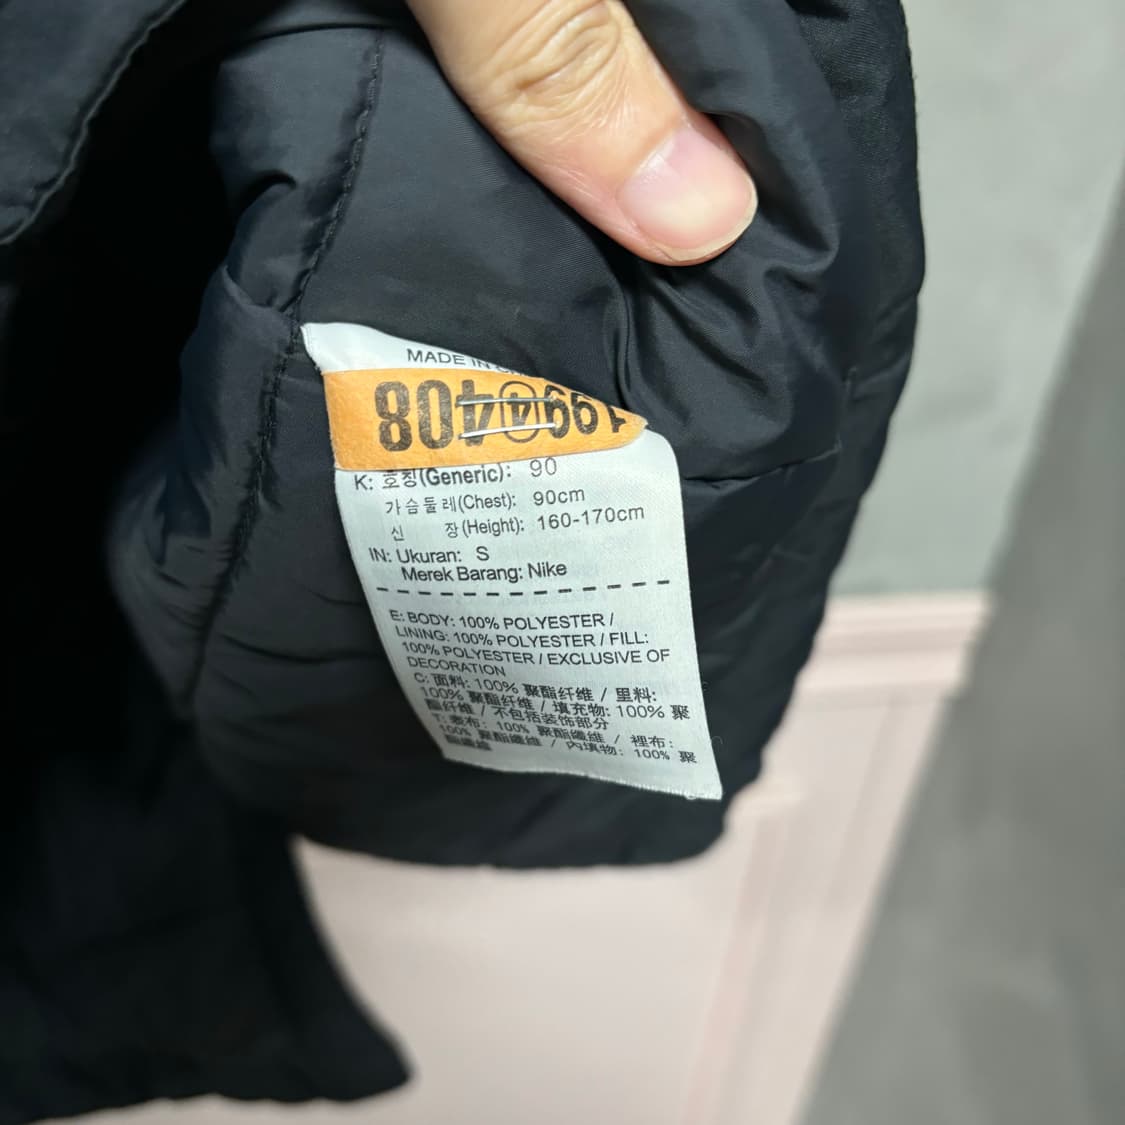 MADE IN
K: 호칭(Generic): 90
가슴둘레(Chest): 90cm
신 장(Height): 160-170cm
IN: Ukuran: S
Merek Barang: Nike
E: BODY: 100% POLYESTER /
LINING: 100% POLYESTER / FILL:
100% POLYESTER / EXCLUSIVE OF
DECORATION
C: 面料: 100% 聚酯纤维 / 里料:
100% 聚酯纤维 / 填充物: 100% 聚
酯纤维 / 不包括装饰部分
T: 表布: 100% 聚酯纖維 / 裡布:
100% 聚酯纖維 / 內填物: 100% 聚
酯纖維